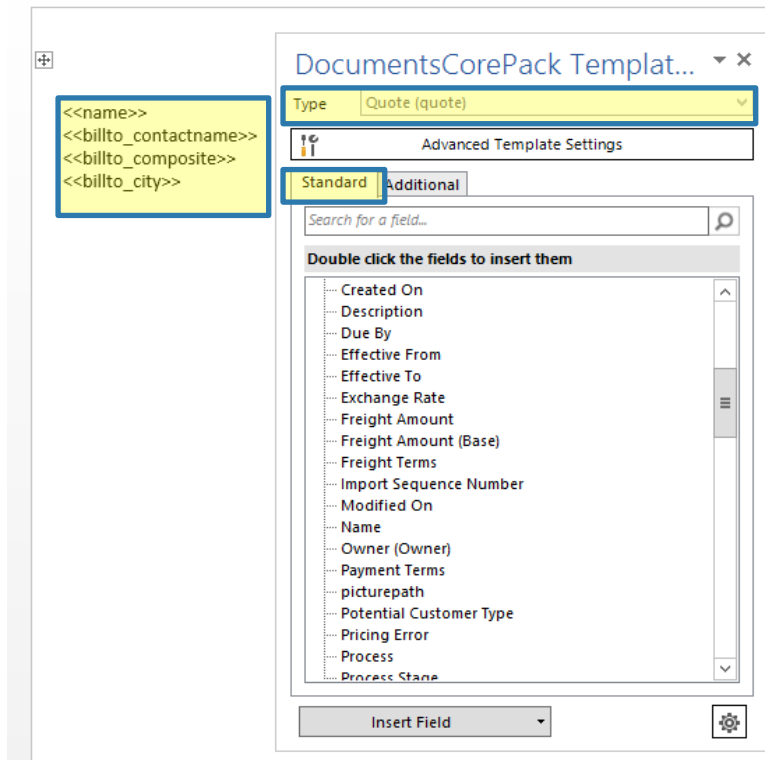 DocumentsCorePack Templat...
<<name>>
<<billto_contactname>>
<<billto_composite>>
<<billto_city>>
Type Quote (quote)
Advanced Template Settings
Standard Additional
Search for a field...
Double click the fields to insert them
Created On
Description
Due By
Effective From
Effective To
Exchange Rate
Freight Amount
Freight Amount (Base)
Freight Terms
Import Sequence Number
Modified On
Name
Owner (Owner)
Payment Terms
picturepath
Potential Customer Type
Pricing Error
Process
Process Stage
Insert Field